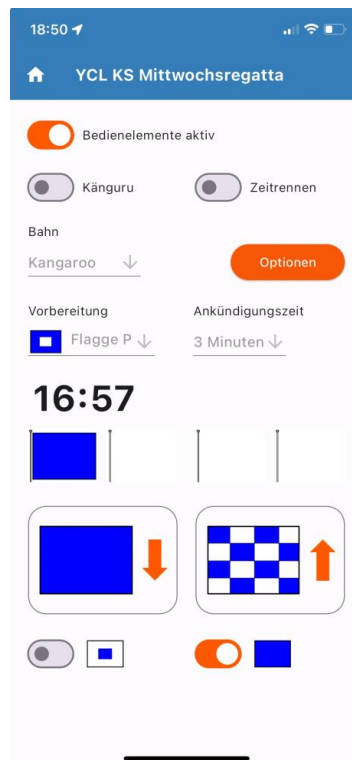 18:50
YCL KS Mittwochsregatta
Bedienelemente aktiv
Känguru Zeitrennen
Bahn
Kangaroo
Optionen
Vorbereitung Ankündigungszeit
Flagge P 3 Minuten
16:57